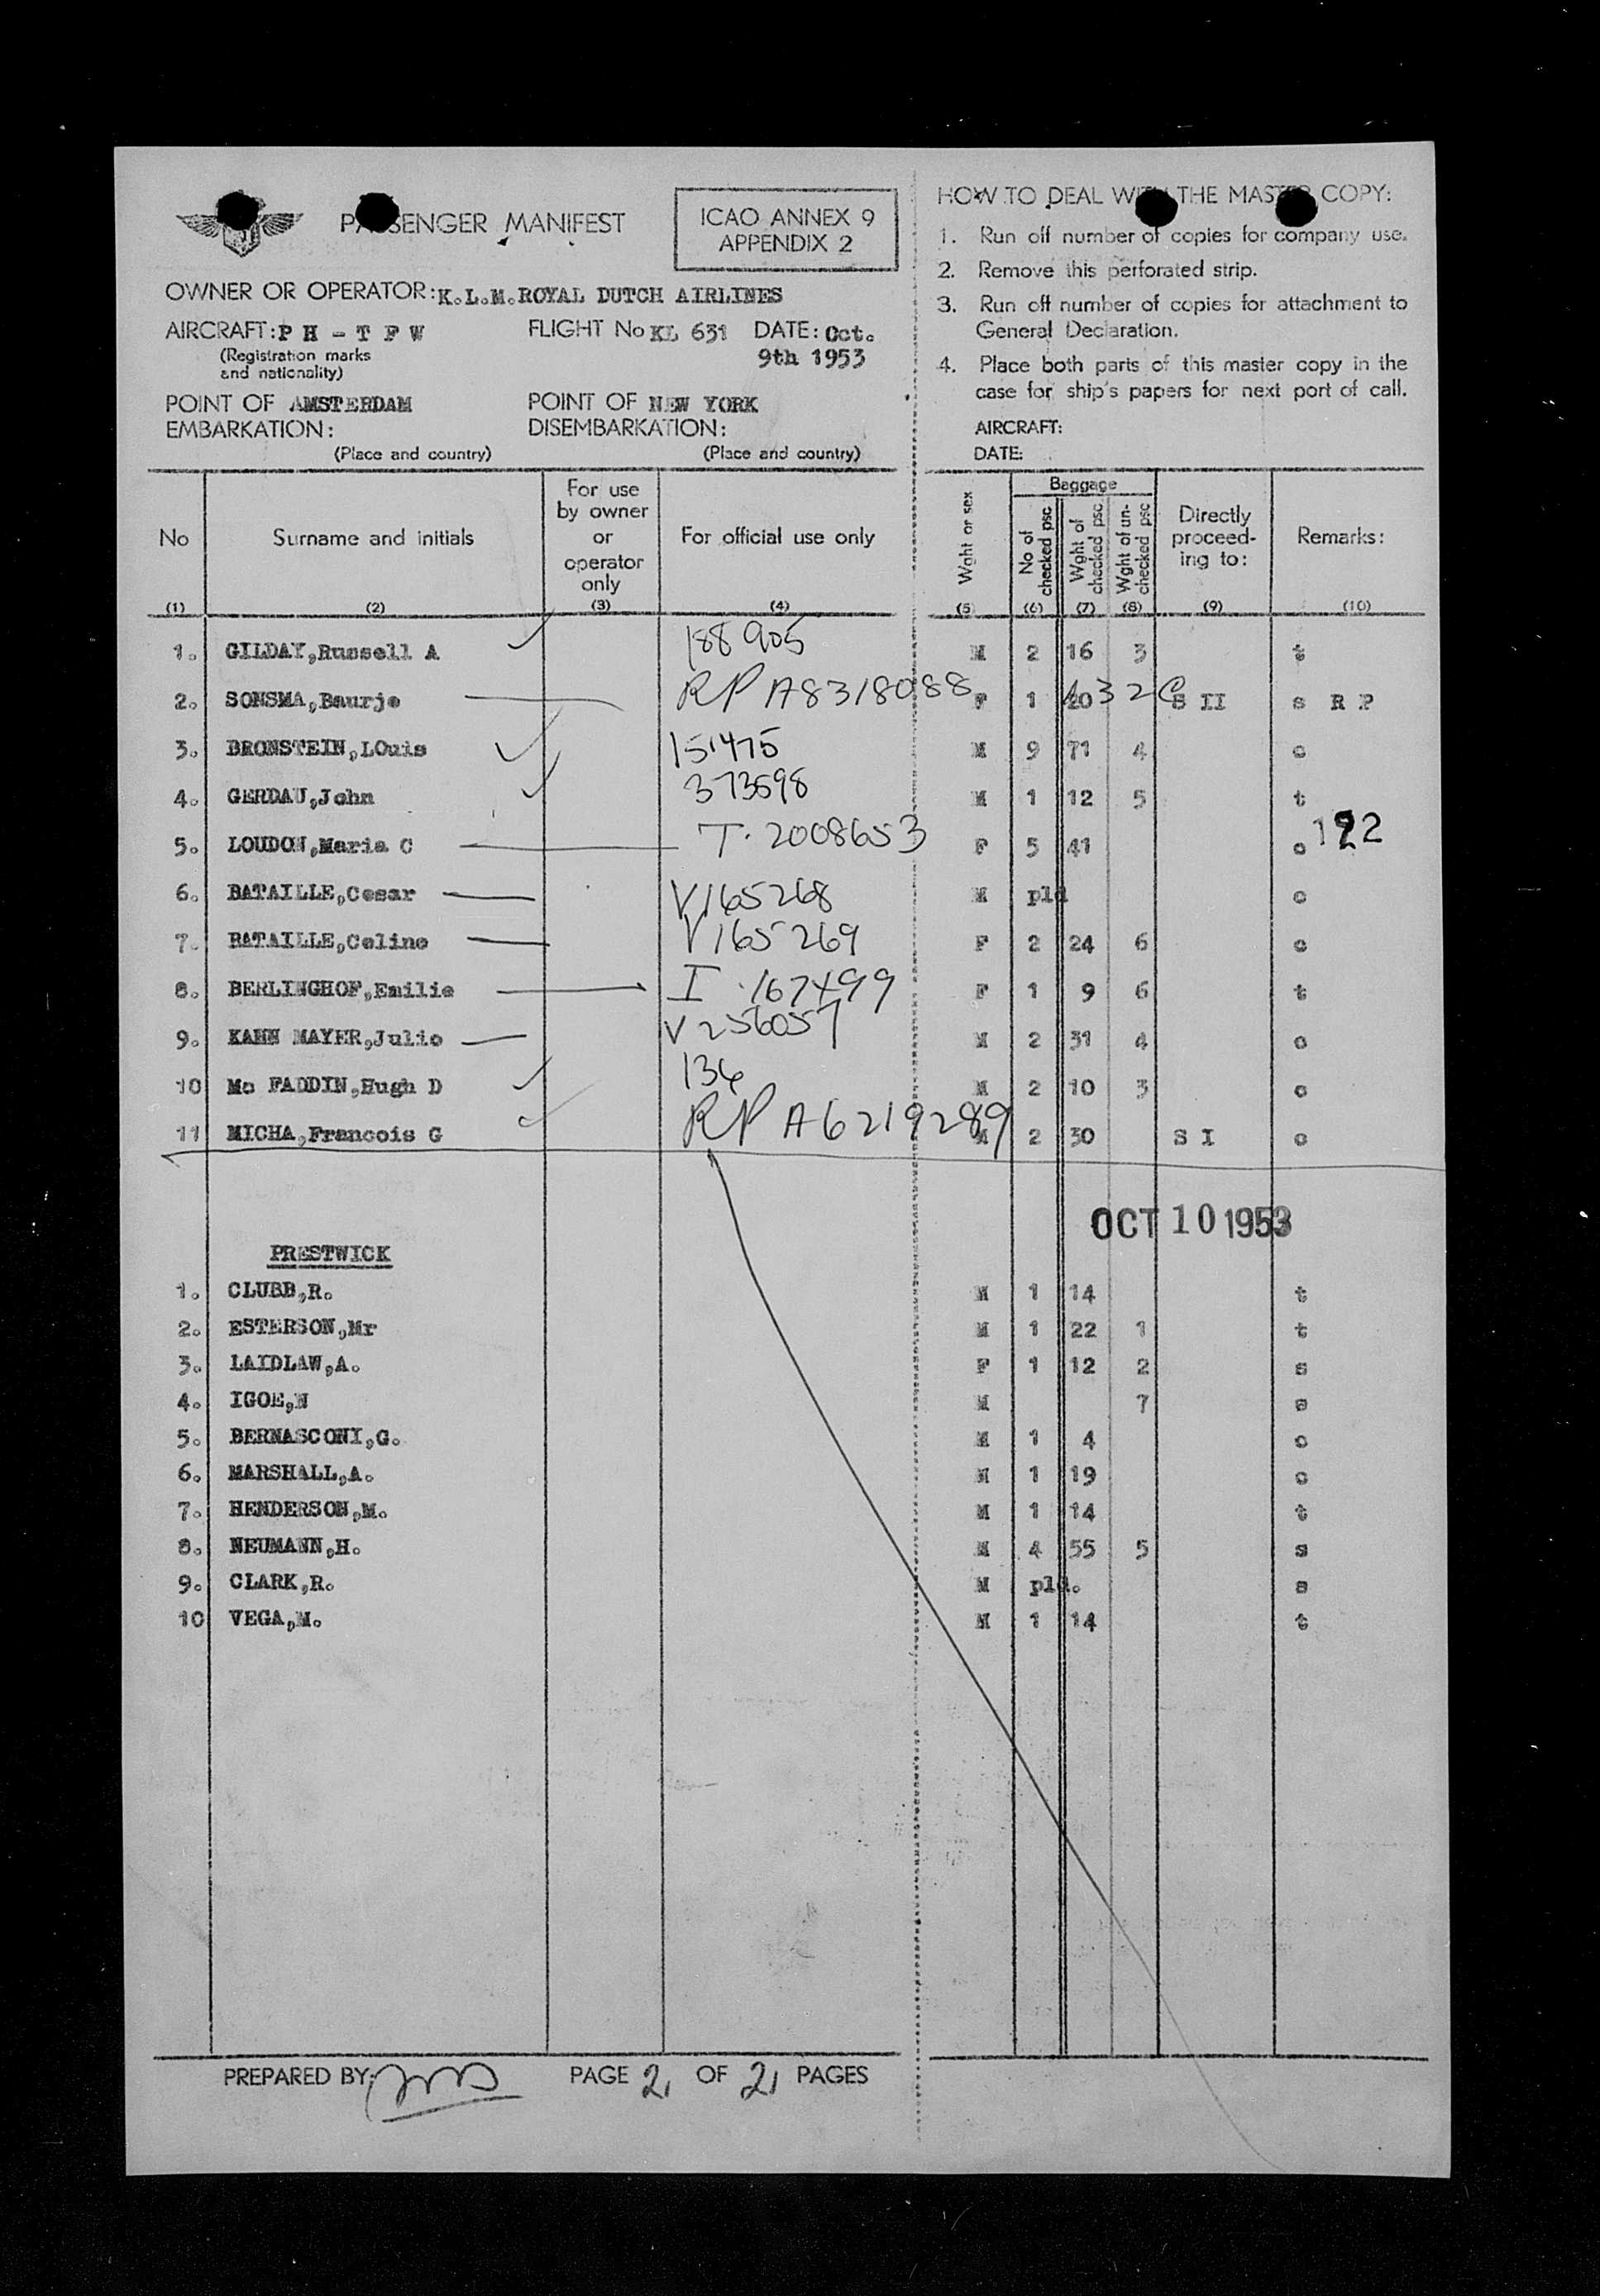 PASSENGER MANIFEST
ICAO ANNEX 9
APPENDIX 2
OWNER OR OPERATOR: K.L.M. ROYAL DUTCH AIRLINES
AIRCRAFT: P H - T F W FLIGHT No KL 631 DATE: Oct.
(Registration marks
and nationality)
9th 1953
POINT OF AMSTERDAM POINT OF NEW YORK
EMBARKATION: DISEMBARKATION:
(Place and country) (Place and country)
HOW TO DEAL WITH THE MASTER COPY:
1. Run off number of copies for company use.
2. Remove this perforated strip.
3. Run off number of copies for attachment to
General Declaration.
4. Place both parts of this master copy in the
case for ship's papers for next port of call.
AIRCRAFT:
DATE:
No Surname and initials For use by owner or operator only For official use only Wght or sex Baggage No of checked psc Wght of checked psc Wght of un-checked psc Directly proceed-ing to: Remarks:
(1) (2) (3) (4) (5) (6) (7) (8) (9) (10)
1. GILDAY,Russell A 188905 M 2 16 3 t
2. SONSMA,Baurje RP A8318088 F 1 20 S II s R P
3. BRONSTEIN,LOuis 151475 M 9 71 4 o
4. GERDAU,John 373598 M 1 12 5 t
5. LOUDON,Maria C T. 2008653 F 5 41 o 122
6. BATAILLE,Cesar V165268 M pld o
7. BATAILLE,Celine V165269 F 2 24 6 o
8. BERLINGHOF,Emilie I.167499 F 1 9 6 t
9. KAHN MAYER,Julio V256057 M 2 31 4 o
10 Mc FADDIN,Hugh D 136 M 2 10 3 o
11 MICHA,Francois G RP A6219289 M 2 30 S I o
OCT 10 1953
PRESTWICK
1. CLUBB,R. M 1 14 t
2. ESTERSON,Mr M 1 22 1 t
3. LAIDLAW,A. F 1 12 2 s
4. IGOE,N M 7 s
5. BERNASCONI,G. M 1 4 o
6. MARSHALL,A. M 1 19 o
7. HENDERSON,M. M 1 14 t
8. NEUMANN,H. M 4 55 5 s
9. CLARK,R. M pld. s
10 VEGA,M. M 1 14 t
PREPARED BY: PAGE 2, OF 2, PAGES